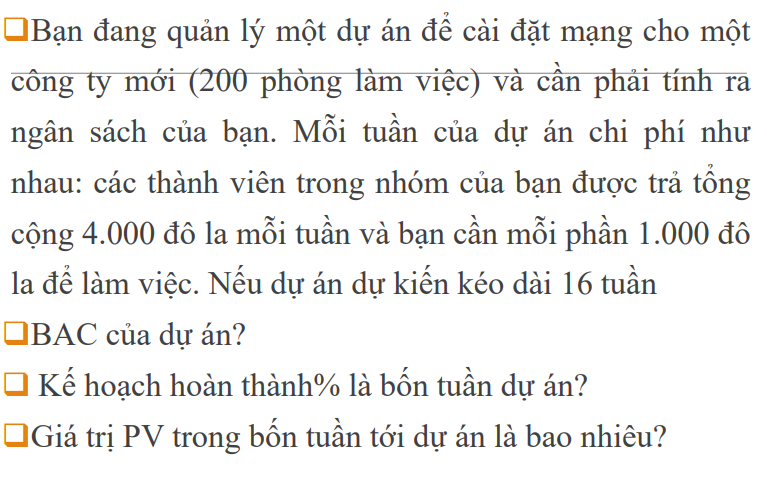 Bạn đang quản lý một dự án để cài đặt mạng cho một
công ty mới (200 phòng làm việc) và cần phải tính ra
ngân sách của bạn. Mỗi tuần của dự án chi phí như
nhau: các thành viên trong nhóm của bạn được trả tổng
cộng 4.000 đô la mỗi tuần và bạn cần mỗi phần 1.000 đô
la để làm việc. Nếu dự án dự kiến kéo dài 16 tuần
BAC của dự án?
Kế hoạch hoàn thành% là bốn tuần dự án?
Giá trị PV trong bốn tuần tới dự án là bao nhiêu?